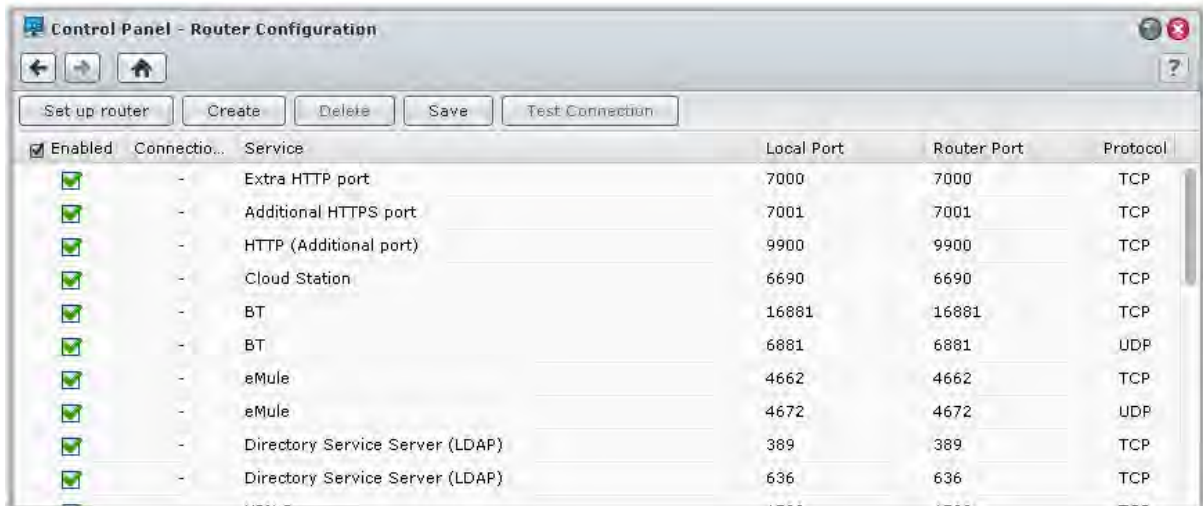 Control Panel - Router Configuration
?
Set up router Create Delete Save Test Connection
Enabled Connectio... Service Local Port Router Port Protocol
- Extra HTTP port 7000 7000 TCP
- Additional HTTPS port 7001 7001 TCP
- HTTP (Additional port) 9900 9900 TCP
- Cloud Station 6690 6690 TCP
- BT 16881 16881 TCP
- BT 6881 6881 UDP
- eMule 4662 4662 TCP
- eMule 4672 4672 UDP
- Directory Service Server (LDAP) 389 389 TCP
- Directory Service Server (LDAP) 636 636 TCP